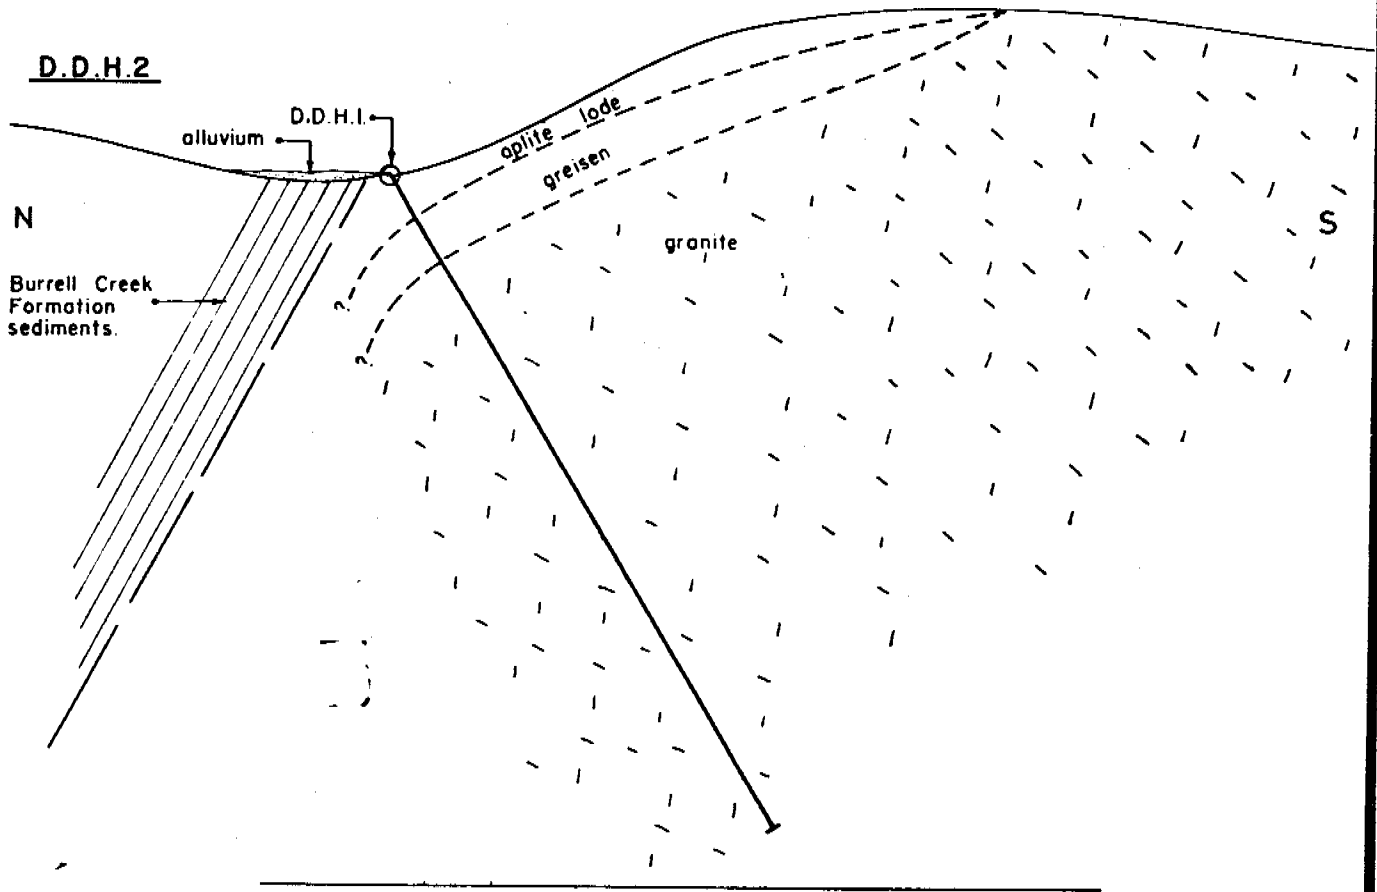 D.D.H.2
D.D.H.1.
alluvium
aplite lode
greisen
N
S
granite
Burrell Creek
Formation
sediments.
?
?